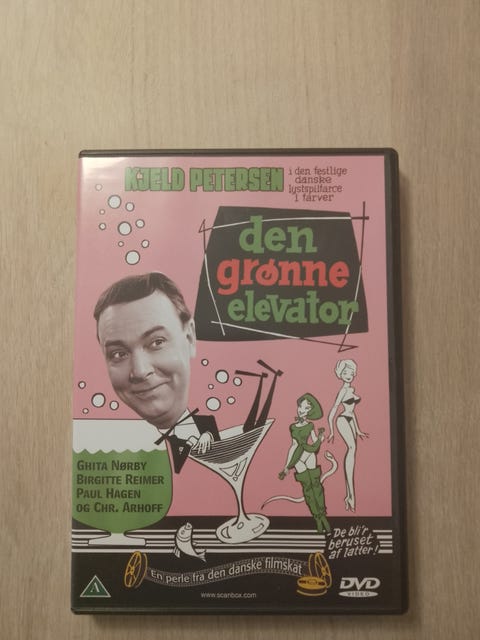 KJELD PETERSEN
i den festlige
danske
lystspilfarce
i farver
den
grønne
elevator
GHITA NØRBY
BIRGITTE REIMER
PAUL HAGEN
OG CHR. ARHOFF
- De bli'r
beruset
af latter!
En perle fra den danske filmskat
A
www.scanbox.com
DVD
VIDEO